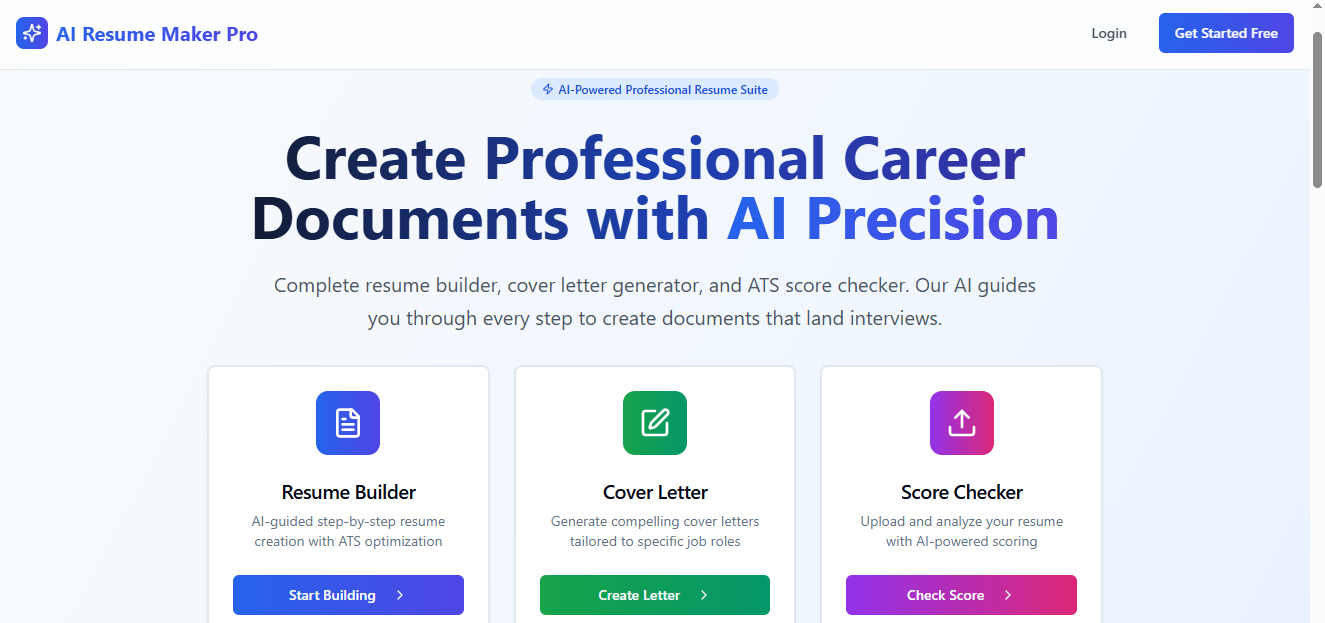 AI Resume Maker Pro
Login
Get Started Free
AI-Powered Professional Resume Suite
Create Professional Career
Documents with AI Precision
Complete resume builder, cover letter generator, and ATS score checker. Our AI guides
you through every step to create documents that land interviews.
Resume Builder
AI-guided step-by-step resume
creation with ATS optimization
Start Building
Cover Letter
Generate compelling cover letters
tailored to specific job roles
Create Letter
Score Checker
Upload and analyze your resume
with AI-powered scoring
Check Score